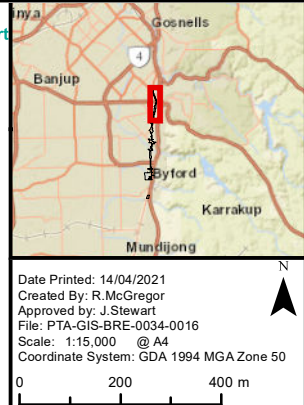 inya
Gosnells
rt
4
Banjup
Byford
Karrakup
Mundijong
N
Date Printed: 14/04/2021
Created By: R.McGregor
Approved by: J.Stewart
File: PTA-GIS-BRE-0034-0016
Scale: 1:15,000 @ A4
Coordinate System: GDA 1994 MGA Zone 50
0 200 400 m